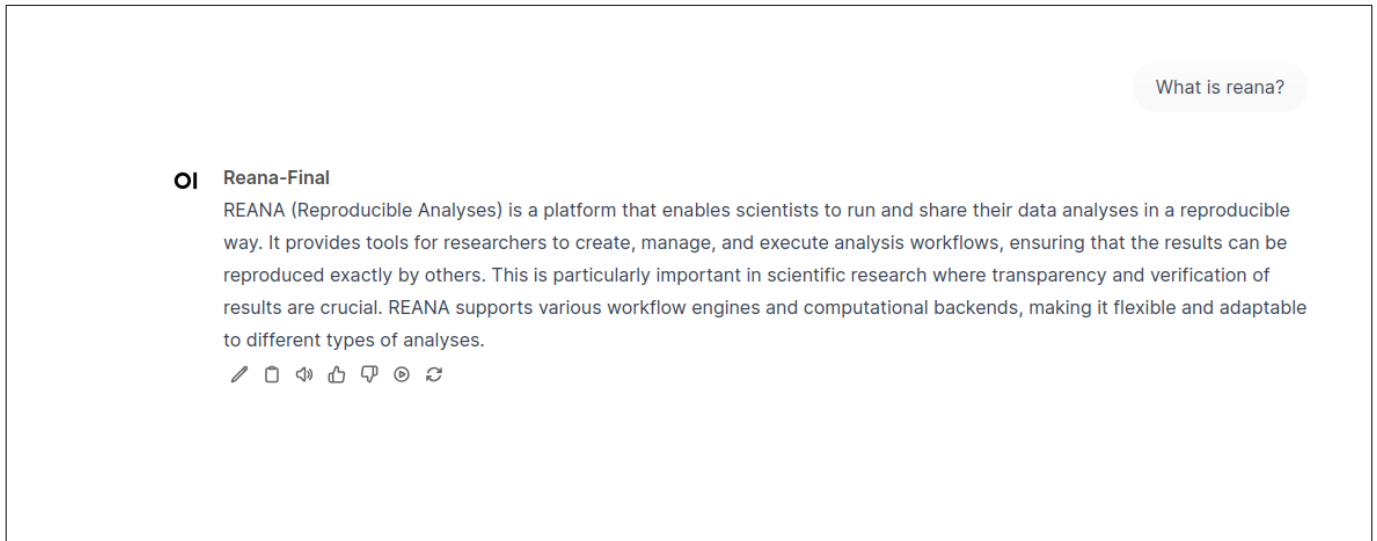 What is reana?
OI Reana-Final
REANA (Reproducible Analyses) is a platform that enables scientists to run and share their data analyses in a reproducible
way. It provides tools for researchers to create, manage, and execute analysis workflows, ensuring that the results can be
reproduced exactly by others. This is particularly important in scientific research where transparency and verification of
results are crucial. REANA supports various workflow engines and computational backends, making it flexible and adaptable
to different types of analyses.